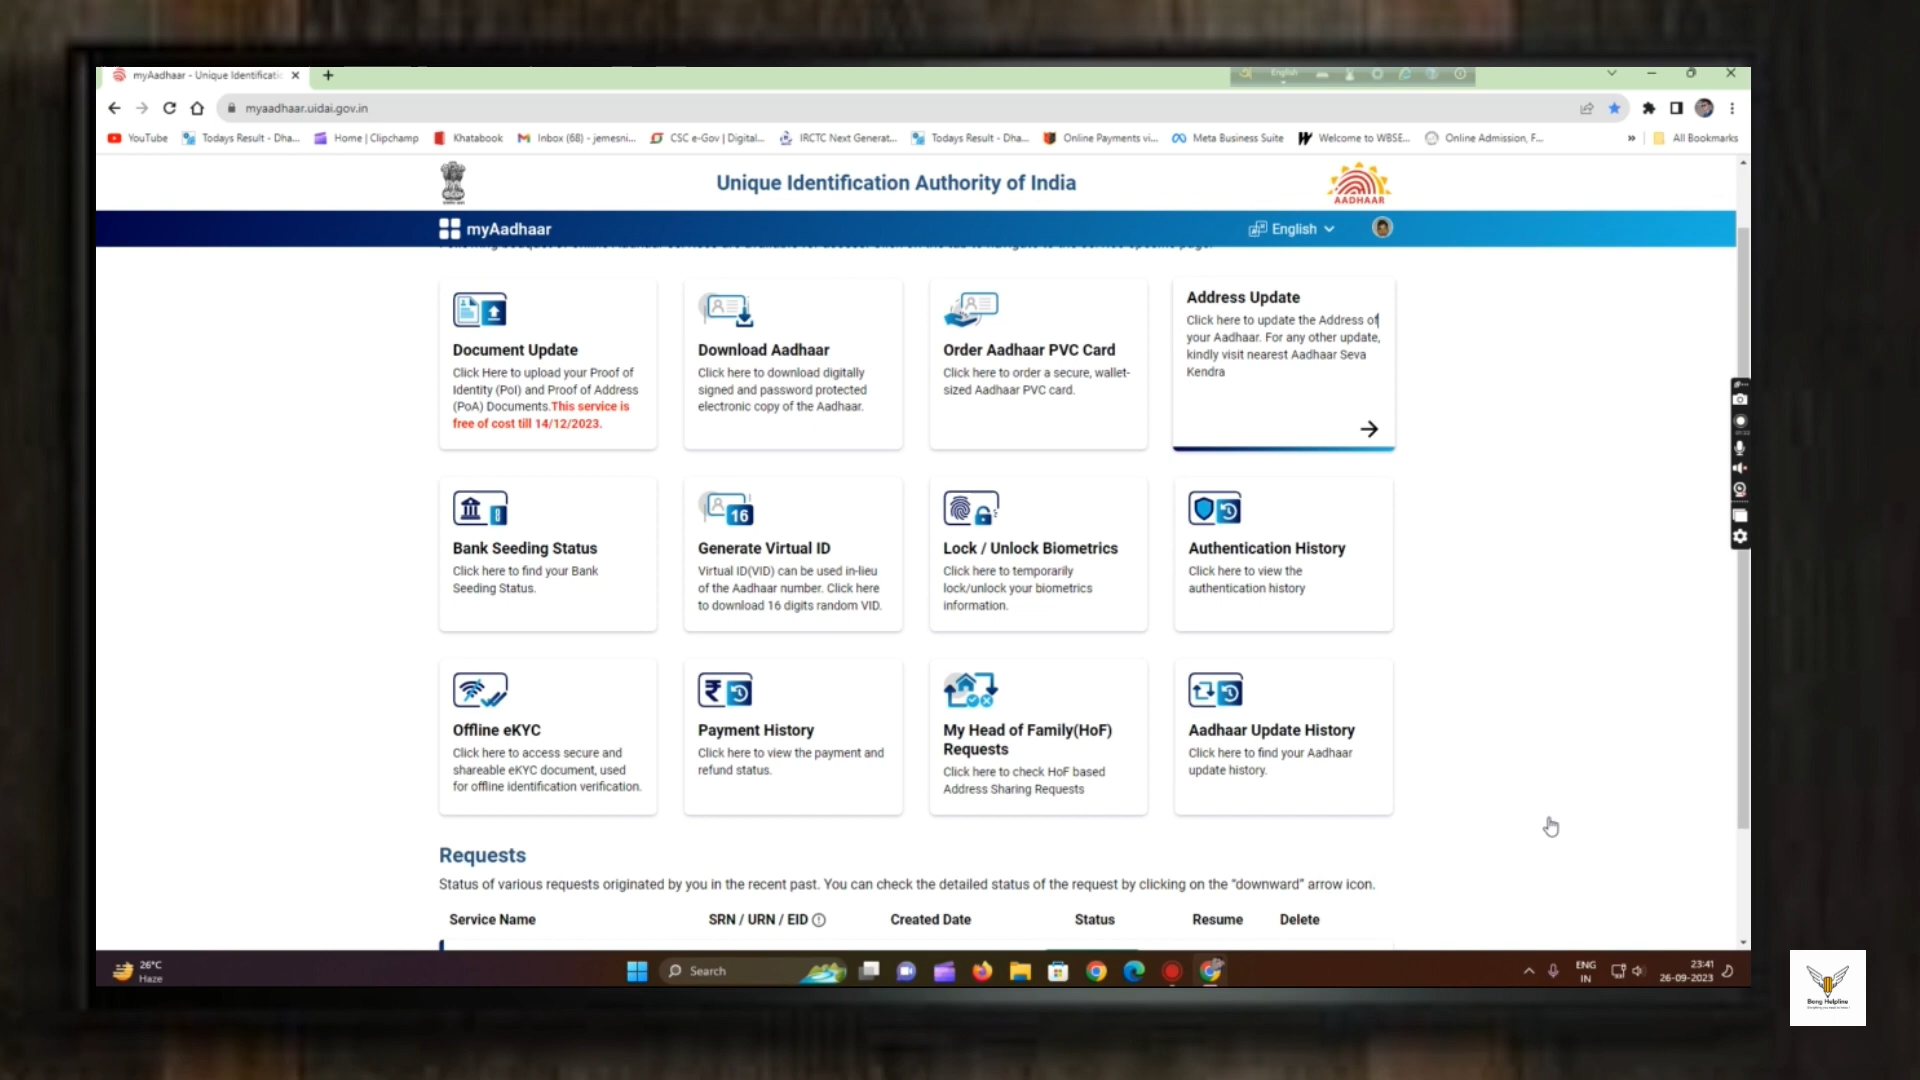 myAadhaar - Unique Identificatic
English
myaadhaar.uidai.gov.in
YouTube
Todays Result - Dha...
Home | Clipchamp
Khatabook
Inbox (68) - jemesni...
CSC e-Gov | Digital...
IRCTC Next Generat...
Todays Result - Dha...
Online Payments vi...
Meta Business Suite
Welcome to WBSE...
Online Admission, F...
»
All Bookmarks
Unique Identification Authority of India
AADHAAR
myAadhaar
English
Document Update
Click Here to upload your Proof of
Identity (PoI) and Proof of Address
(PoA) Documents.This service is
free of cost till 14/12/2023.
Download Aadhaar
Click here to download digitally
signed and password protected
electronic copy of the Aadhaar.
Order Aadhaar PVC Card
Click here to order a secure, wallet-
sized Aadhaar PVC card.
Address Update
Click here to update the Address of
your Aadhaar. For any other update,
kindly visit nearest Aadhaar Seva
Kendra
Bank Seeding Status
Click here to find your Bank
Seeding Status.
16
Generate Virtual ID
Virtual ID(VID) can be used in-lieu
of the Aadhaar number. Click here
to download 16 digits random VID.
Lock / Unlock Biometrics
Click here to temporarily
lock/unlock your biometrics
information.
Authentication History
Click here to view the
authentication history
Offline eKYC
Click here to access secure and
shareable eKYC document, used
for offline identification verification.
₹
Payment History
Click here to view the payment and
refund status.
My Head of Family(HoF)
Requests
Click here to check HoF based
Address Sharing Requests
Aadhaar Update History
Click here to find your Aadhaar
update history.
Requests
Status of various requests originated by you in the recent past. You can check the detailed status of the request by clicking on the "downward" arrow icon.
Service Name
SRN / URN / EID
Created Date
Status
Resume
Delete
26°C
Haze
Search
ENG
IN
23:41
26-09-2023
Bong Helpline